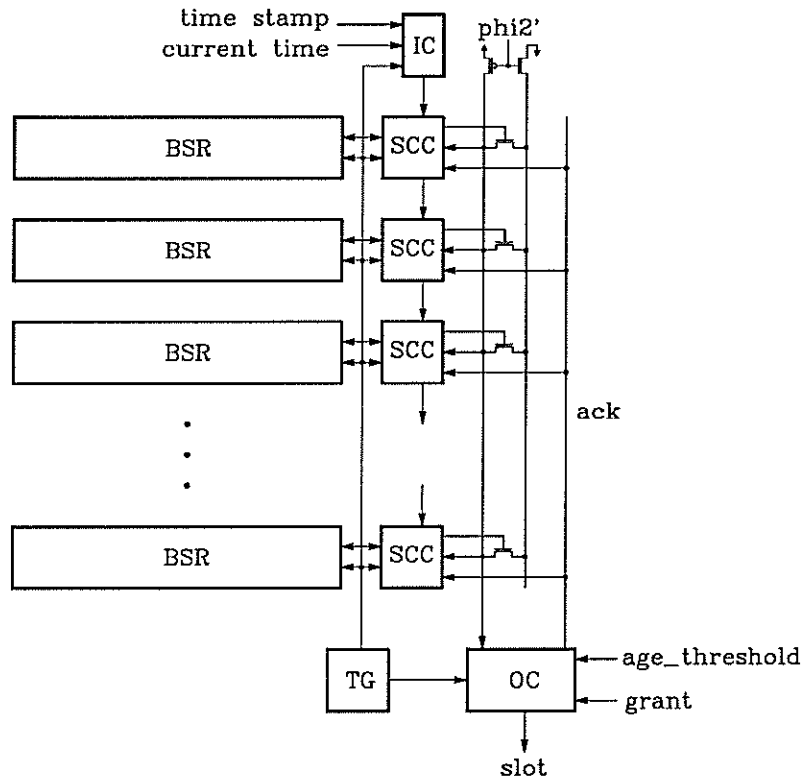 time stamp
current time
IC
phi2'
BSR
SCC
BSR
SCC
BSR
SCC
ack
BSR
SCC
TG
OC
age_threshold
grant
slot